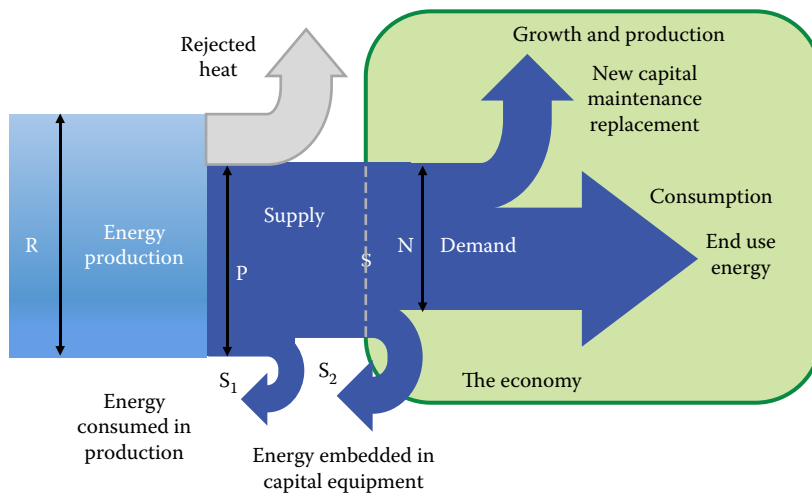 Growth and production
Rejected
heat
New capital
maintenance
replacement
R
Energy
production
P
Supply
S
N
Demand
Consumption
End use
energy
S₁
S₂
The economy
Energy
consumed in
production
Energy embedded in
capital equipment